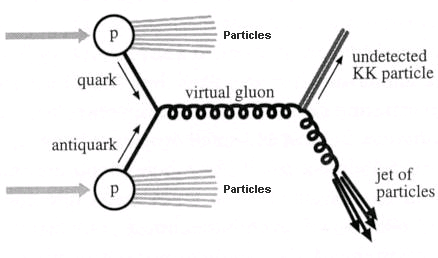 p
Particles
quark
virtual gluon
undetected
KK particle
antiquark
p
Particles
jet of
particles